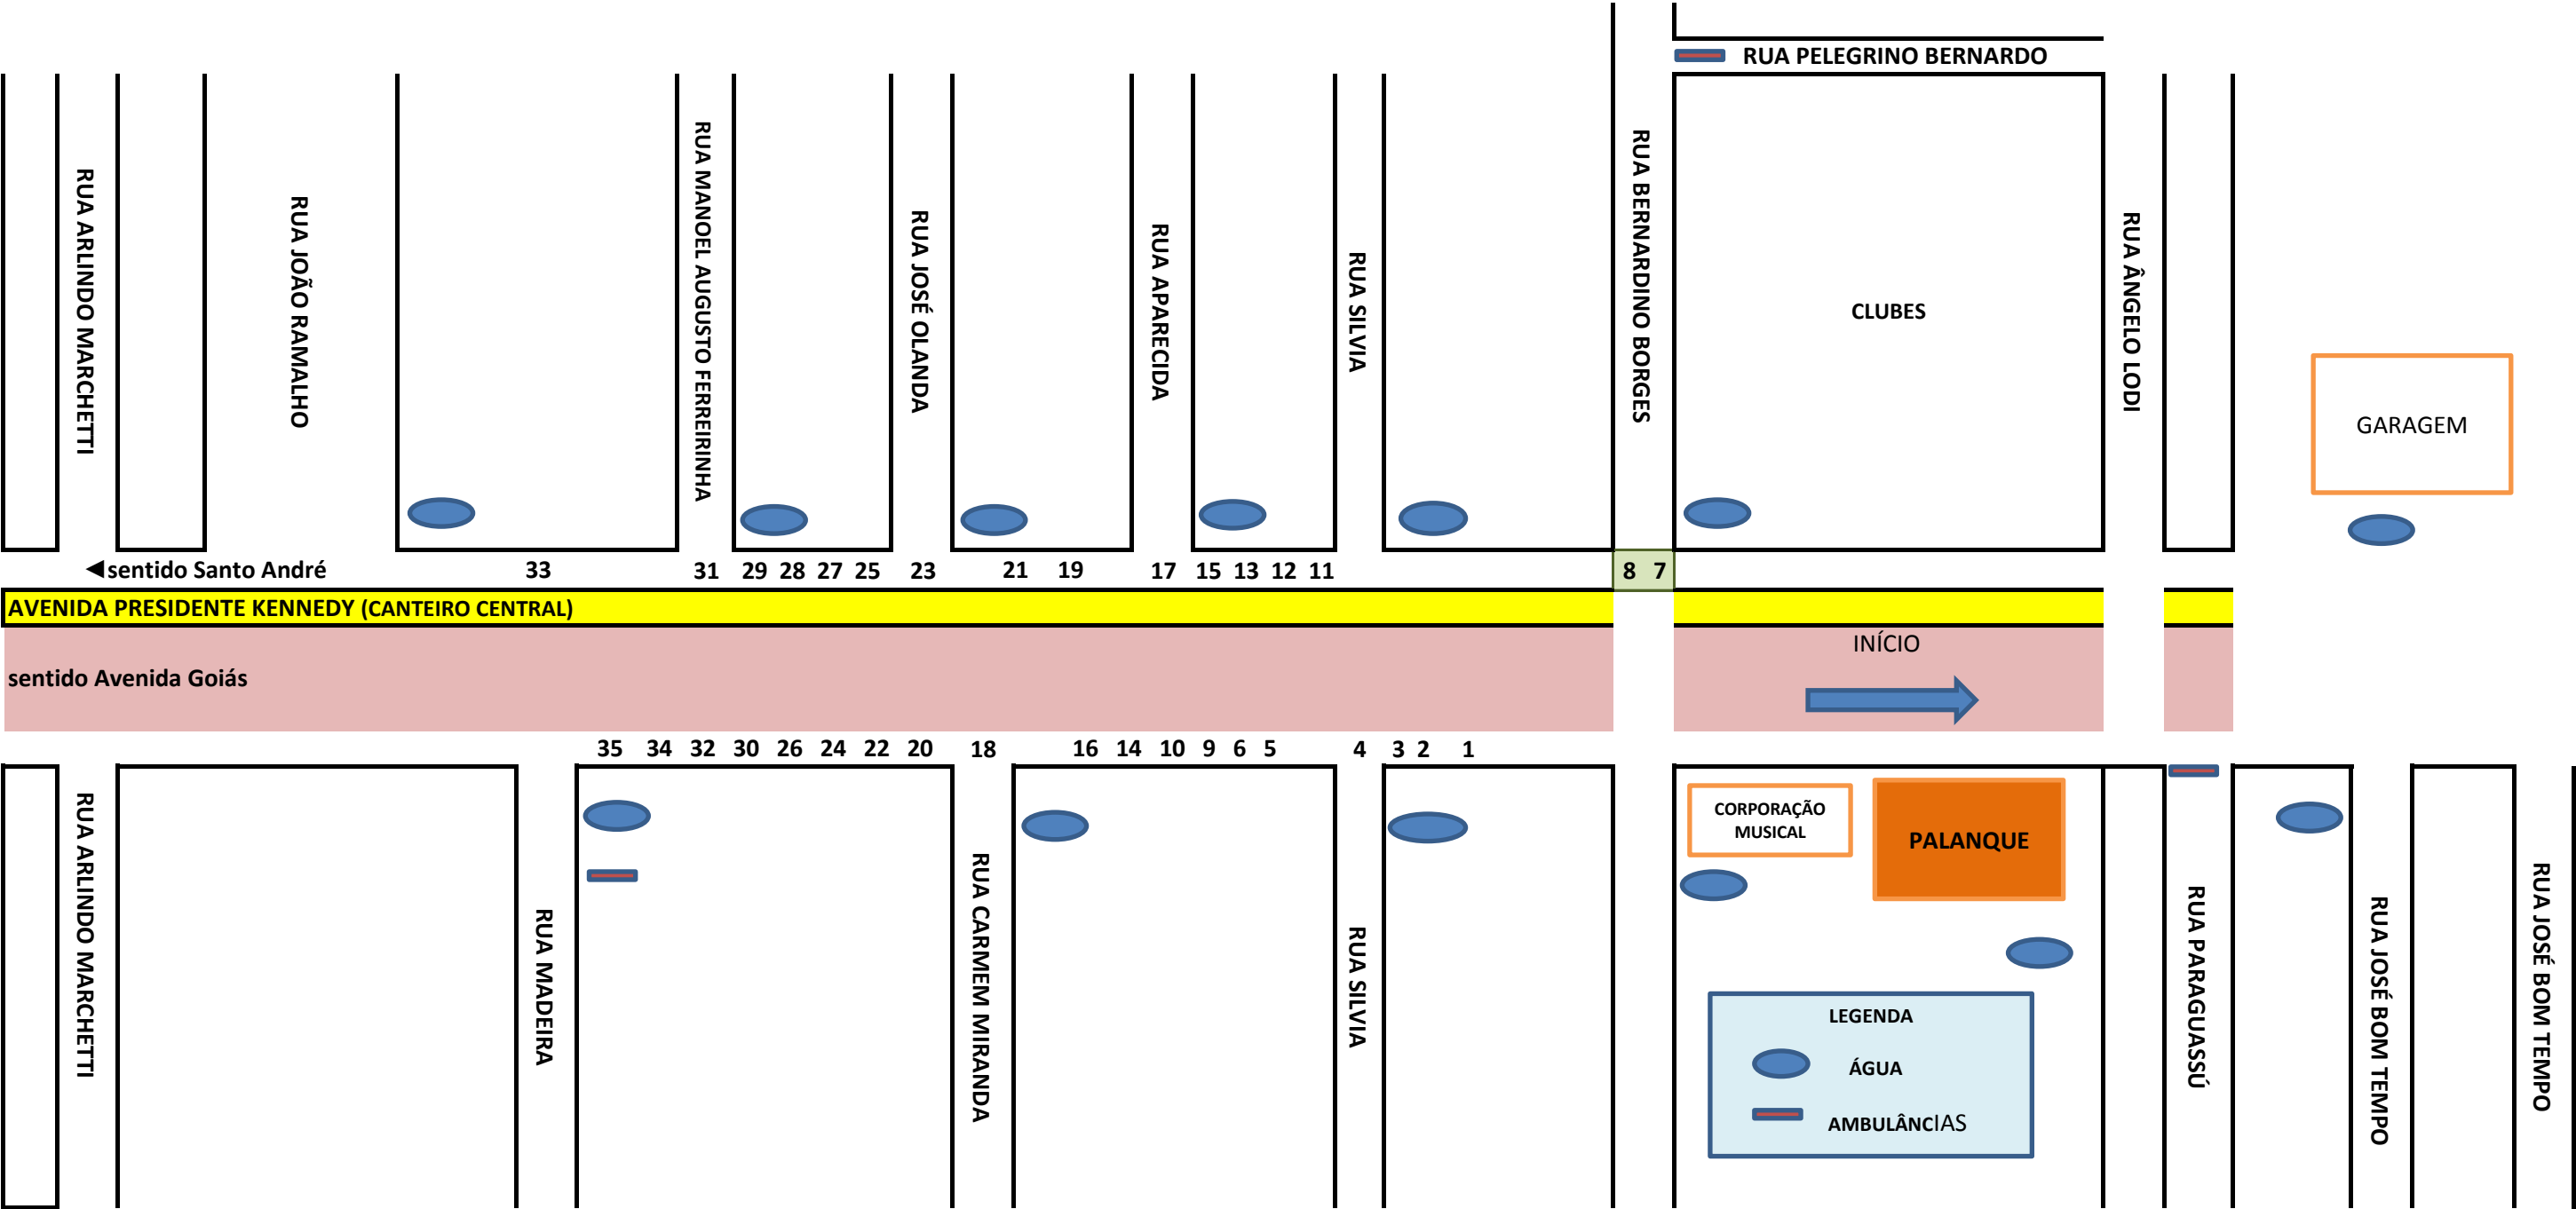 RUA PELEGRINO BERNARDO
RUA ARLINDO MARCHETTI
RUA JOÃO RAMALHO
RUA MANOEL AUGUSTO FERREIRINHA
RUA JOSÉ OLANDA
RUA APARECIDA
RUA SILVIA
RUA BERNARDINO BORGES
CLUBES
RUA ÂNGELO LODI
GARAGEM
◄sentido Santo André 33 31 29 28 27 25 23 21 19 17 15 13 12 11 8 7
AVENIDA PRESIDENTE KENNEDY (CANTEIRO CENTRAL)
INÍCIO
sentido Avenida Goiás
35 34 32 30 26 24 22 20 18 16 14 10 9 6 5 4 3 2 1
RUA ARLINDO MARCHETTI
RUA MADEIRA
RUA CARMEM MIRANDA
RUA SILVIA
CORPORAÇÃO
MUSICAL
PALANQUE
RUA PARAGUASSÚ
RUA JOSÉ BOM TEMPO
RUA JOSÉ BOM TEMPO
LEGENDA
ÁGUA
AMBULÂNCIAS